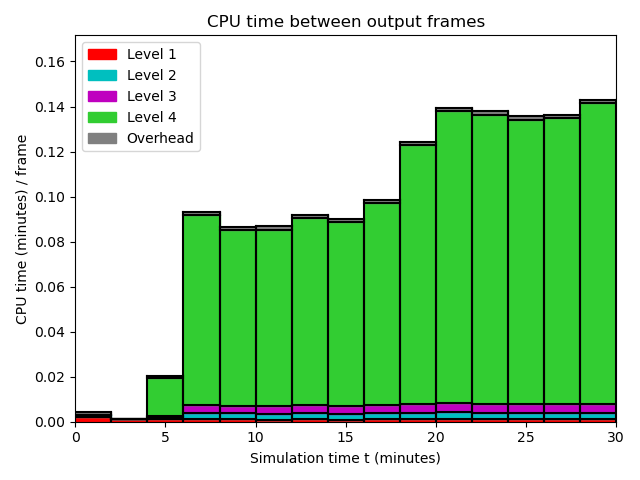 CPU time between output frames
Level 1
Level 2
Level 3
Level 4
Overhead
CPU time (minutes) / frame
0.16
0.14
0.12
0.10
0.08
0.06
0.04
0.02
0.00
0 5 10 15 20 25 30
Simulation time t (minutes)